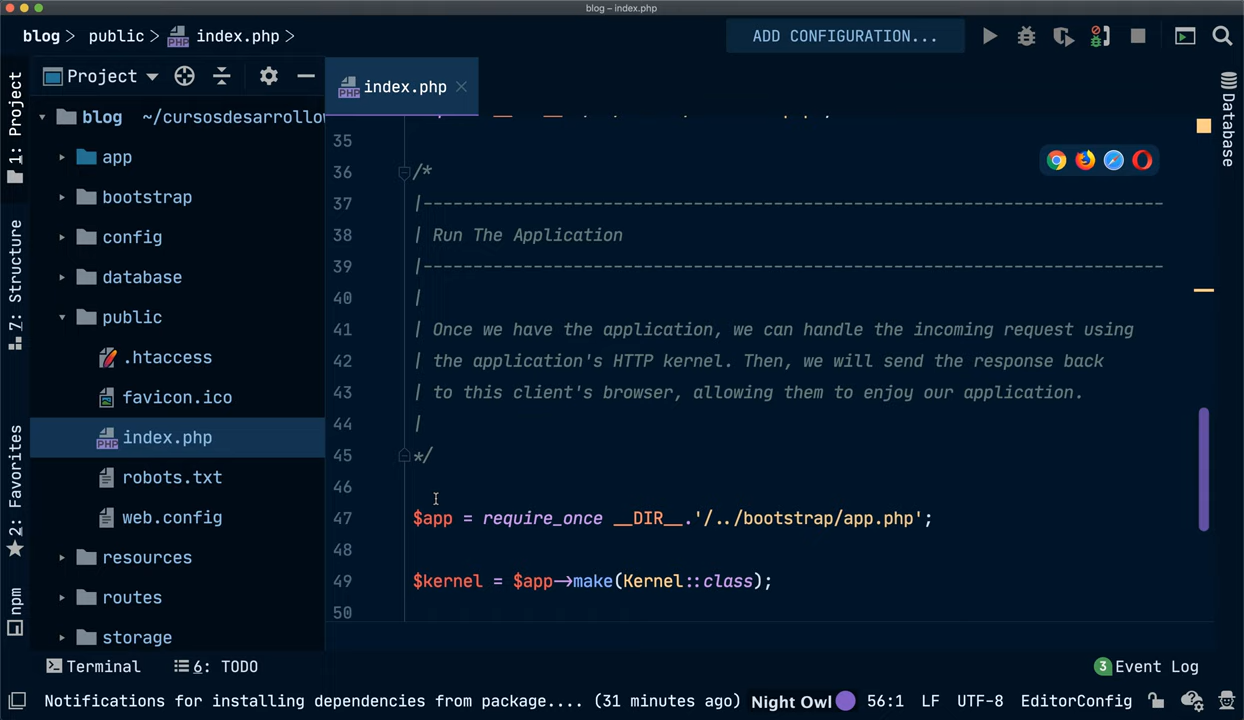 blog – index.php
blog > public > index.php >
ADD CONFIGURATION...
1: Project
7: Structure
2: Favorites
npm
Project
blog ~/cursosdesarrollo
app
bootstrap
config
database
public
.htaccess
favicon.ico
index.php
robots.txt
web.config
resources
routes
storage
index.php
35
36 /*
37 |--------------------------------------------------------------------------
38 | Run The Application
39 |--------------------------------------------------------------------------
40 |
41 | Once we have the application, we can handle the incoming request using
42 | the application's HTTP kernel. Then, we will send the response back
43 | to this client's browser, allowing them to enjoy our application.
44 |
45 */
46
47 $app = require_once __DIR__.'/../bootstrap/app.php';
48
49 $kernel = $app->make(Kernel::class);
50
Database
Terminal
6: TODO
3 Event Log
Notifications for installing dependencies from package.... (31 minutes ago)
Night Owl
56:1
LF
UTF-8
EditorConfig